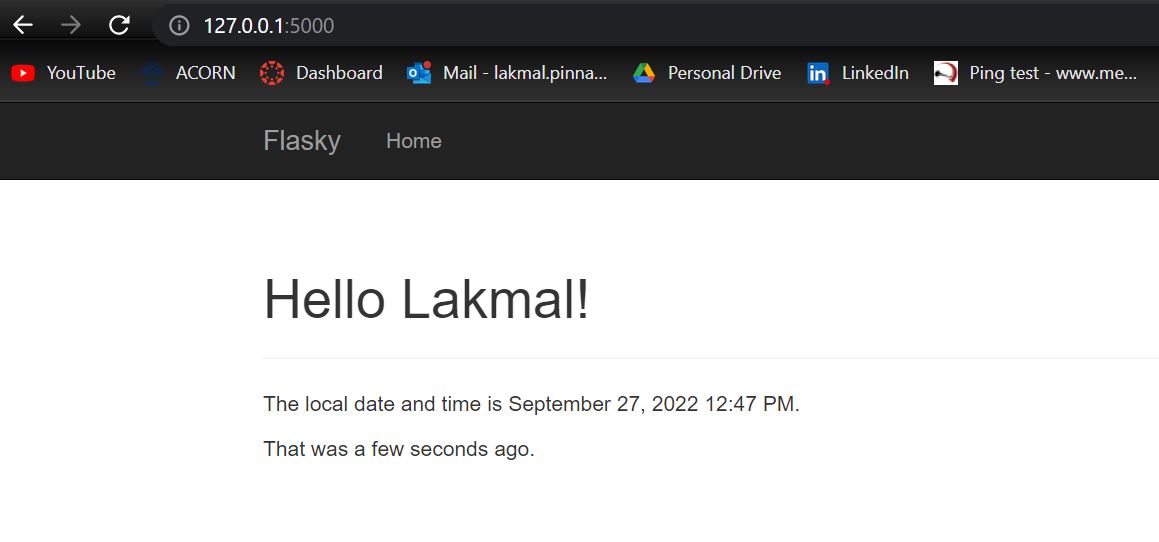 127.0.0.1:5000
YouTube ACORN Dashboard Mail - lakmal.pinna... Personal Drive LinkedIn Ping test - www.me...
Flasky Home
Hello Lakmal!
The local date and time is September 27, 2022 12:47 PM.
That was a few seconds ago.